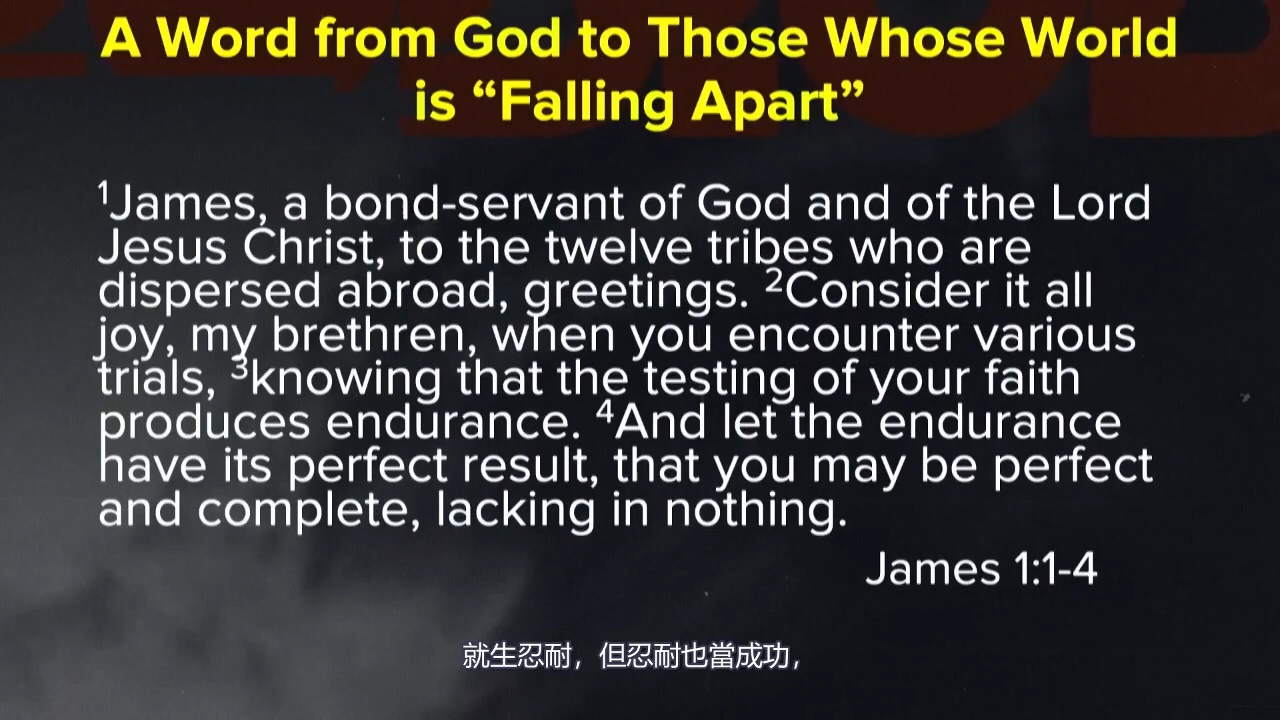 A Word from God to Those Whose World
is “Falling Apart”
¹James, a bond-servant of God and of the Lord
Jesus Christ, to the twelve tribes who are
dispersed abroad, greetings. ²Consider it all
joy, my brethren, when you encounter various
trials, ³knowing that the testing of your faith
produces endurance. ⁴And let the endurance
have its perfect result, that you may be perfect
and complete, lacking in nothing.
James 1:1-4
就生忍耐，但忍耐也當成功，